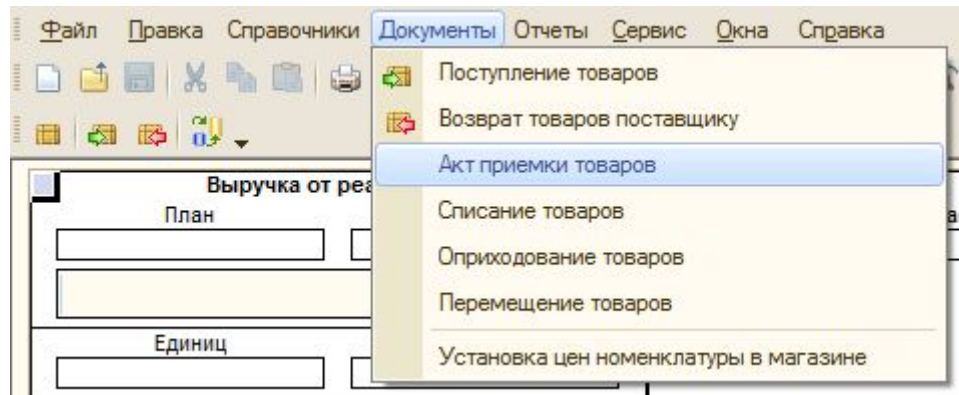 Файл Правка Справочники Документы Отчеты Сервис Окна Справка
Поступление товаров
Возврат товаров поставщику
Акт приемки товаров
Списание товаров
Оприходование товаров
Перемещение товаров
Установка цен номенклатуры в магазине
Выручка от
План
Единиц